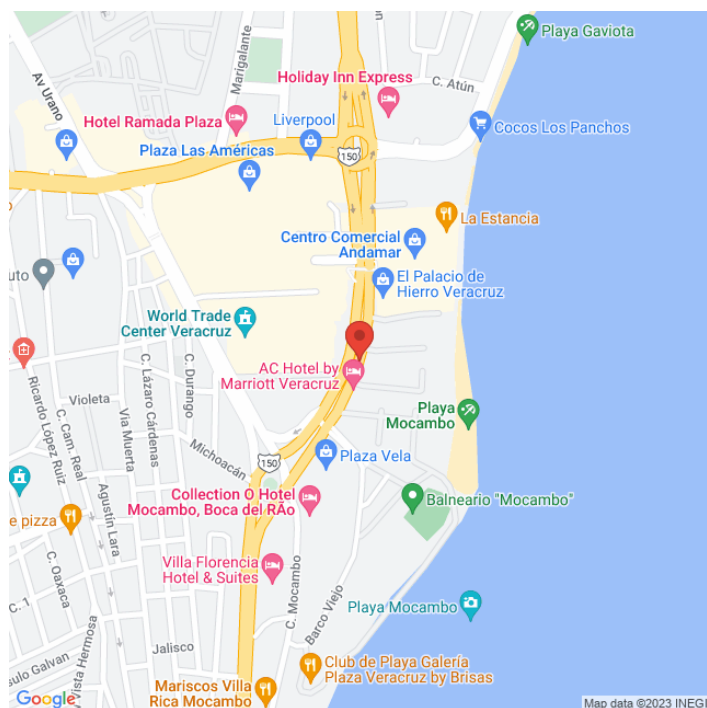 Playa Gaviota
Marigalante
Holiday Inn Express
C. Atún
Av Urano
Hotel Ramada Plaza
Liverpool
Cocos Los Panchos
Plaza Las Américas
150
La Estancia
Centro Comercial
Andamar
El Palacio de
Hierro Veracruz
uto
World Trade
Center Veracruz
AC Hotel by
Marriott Veracruz
C. Durango
C. Lázaro Cárdenas
Violeta
Via Muerta
Ricardo López Ruiz
C. Cam. Real
Playa
Mocambo
Michoacán
Plaza Vela
150
Agustín Lara
Collection O Hotel
Mocambo, Boca del RÃo
Balneario "Mocambo"
e pizza
C. Oaxaca
Villa Florencia
Hotel & Suites
C. 1
C. Mocambo
Barco Viejo
Playa Mocambo
Jalisco
sulo Galvan
Vista Hermosa
Club de Playa Galería
Plaza Veracruz by Brisas
Mariscos Villa
Rica Mocambo
Google
Map data ©2023 INEGI